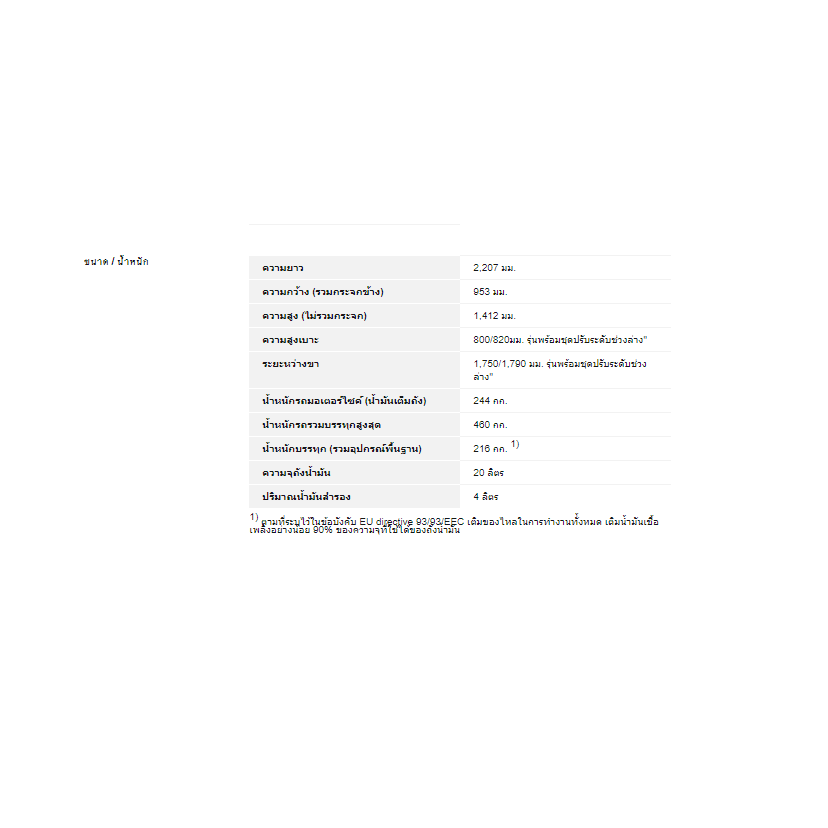 ขนาด / น้ำหนัก
ความยาว 2,207 มม.
ความกว้าง (รวมกระจกข้าง) 953 มม.
ความสูง (ไม่รวมกระจก) 1,412 มม.
ความสูงเบาะ 800/820มม. รุ่นพร้อมชุดปรับระดับช่วงล่าง"
ระยะหว่างขา 1,750/1,790 มม. รุ่นพร้อมชุดปรับระดับช่วง
ล่าง"
น้ำหนักรถมอเตอร์ไซค์ (น้ำมันเต็มถัง) 244 กก.
น้ำหนักรถรวมบรรทุกสูงสุด 460 กก.
น้ำหนักบรรทุก (รวมอุปกรณ์พื้นฐาน) 216 กก. 1)
ความจุถังน้ำมัน 20 ลิตร
ปริมาณน้ำมันสำรอง 4 ลิตร
1) ตามที่ระบุไว้ในข้อบังคับ EU directive 93/93/EEC เติมของไหลในการทำงานทั้งหมด เติมน้ำมันเชื้อ
เพลิงอย่างน้อย 90% ของความจุที่ใช้ได้ของถังน้ำมัน